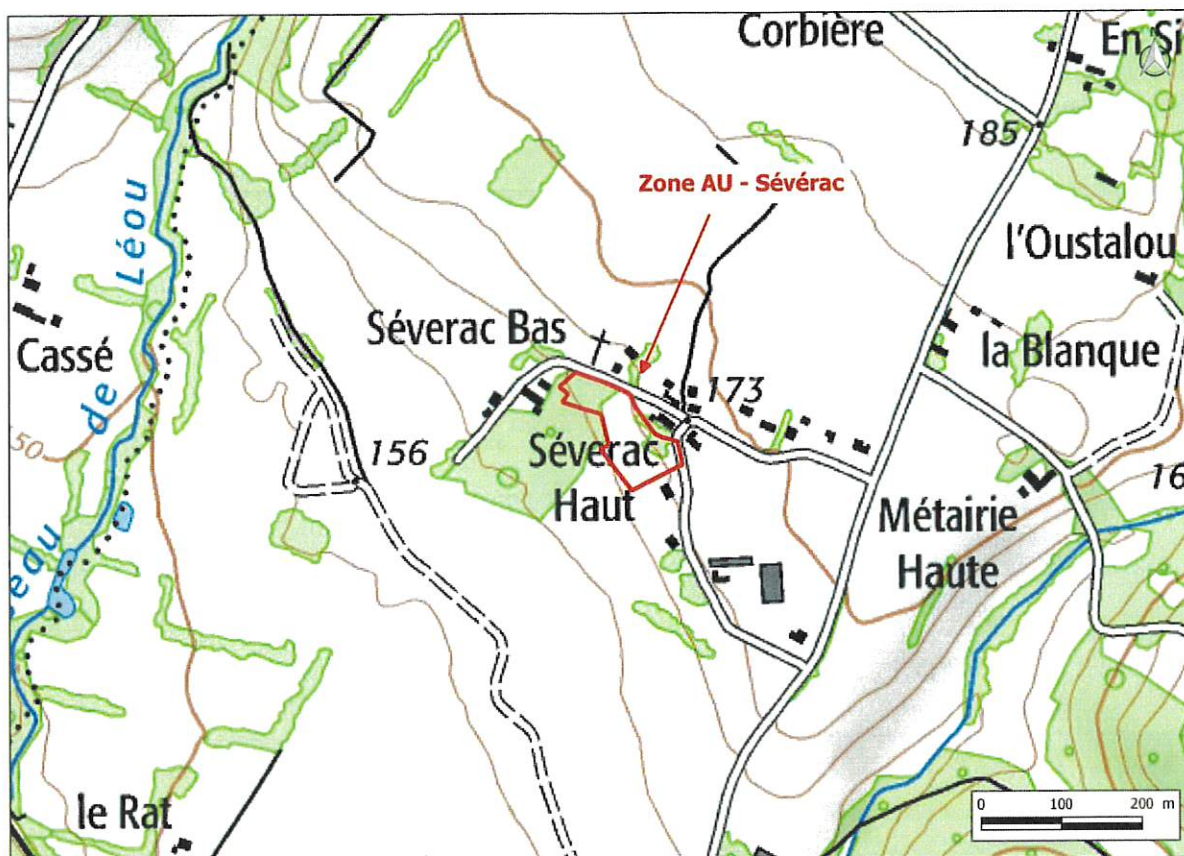 Corbière
En Si
185
Zone AU - Sévérac
Léou
de
eau
l'Oustalou
Séverac Bas
la Blanque
Cassé
173
50
156
Séverac
Haut
16
Métairie
Haute
le Rat
0 100 200 m